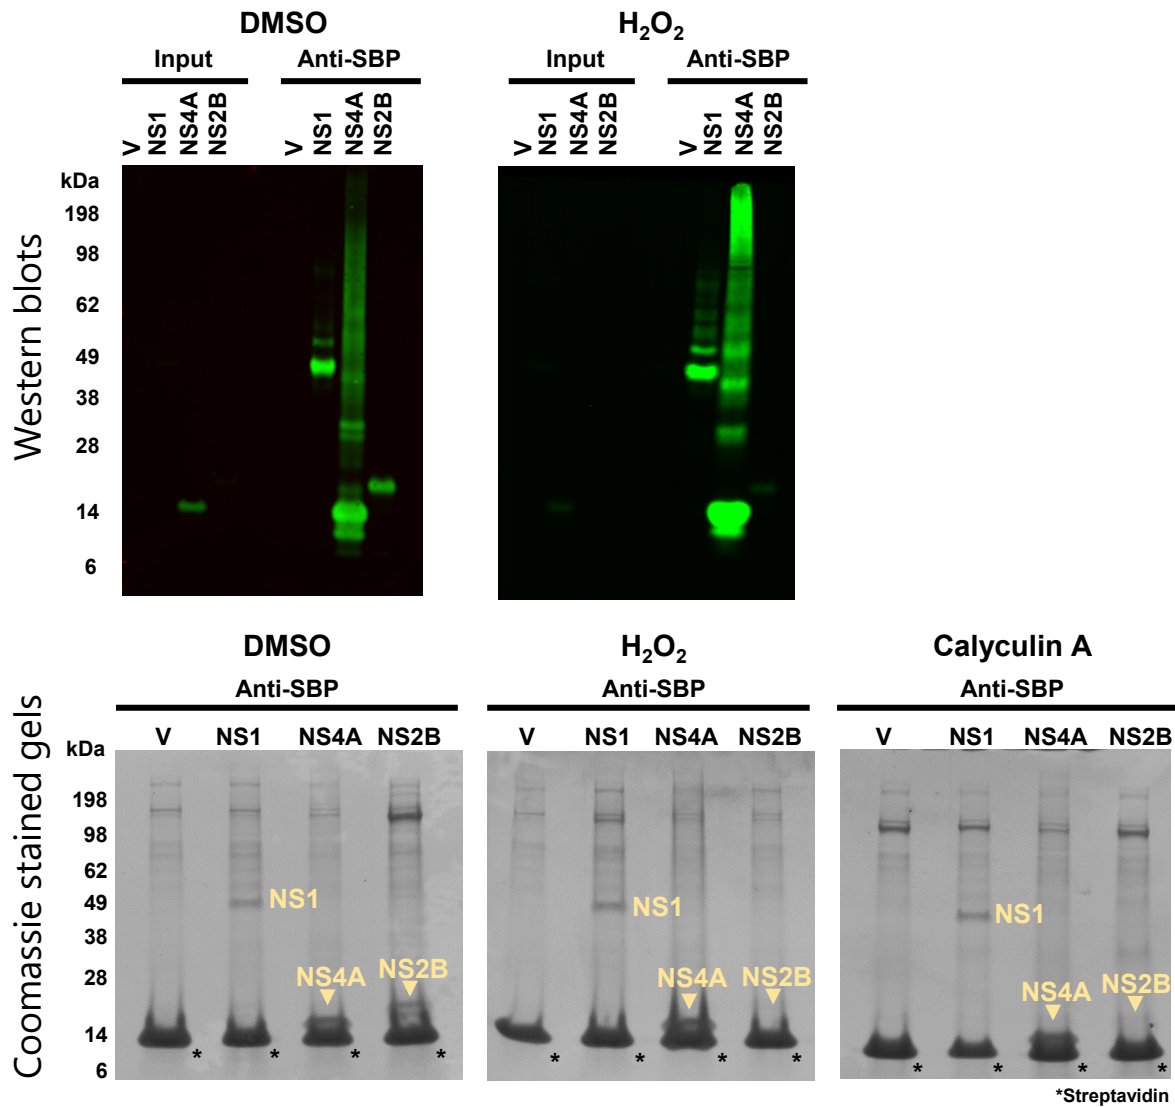 DMSO
H₂O₂
Input
Anti-SBP
Input
Anti-SBP
V
NS1
NS4A
NS2B
V
NS1
NS4A
NS2B
V
NS1
NS4A
NS2B
V
NS1
NS4A
NS2B
Western blots
kDa
198
98
62
49
38
28
14
6
DMSO
H₂O₂
Calyculin A
Anti-SBP
Anti-SBP
Anti-SBP
V NS1 NS4A NS2B
V NS1 NS4A NS2B
V NS1 NS4A NS2B
Coomassie stained gels
kDa
198
98
62
49
38
28
14
6
NS1
NS4A
NS2B
* * * *
NS1
NS4A
NS2B
* * * *
NS1
NS4A
NS2B
* * * *
*Streptavidin